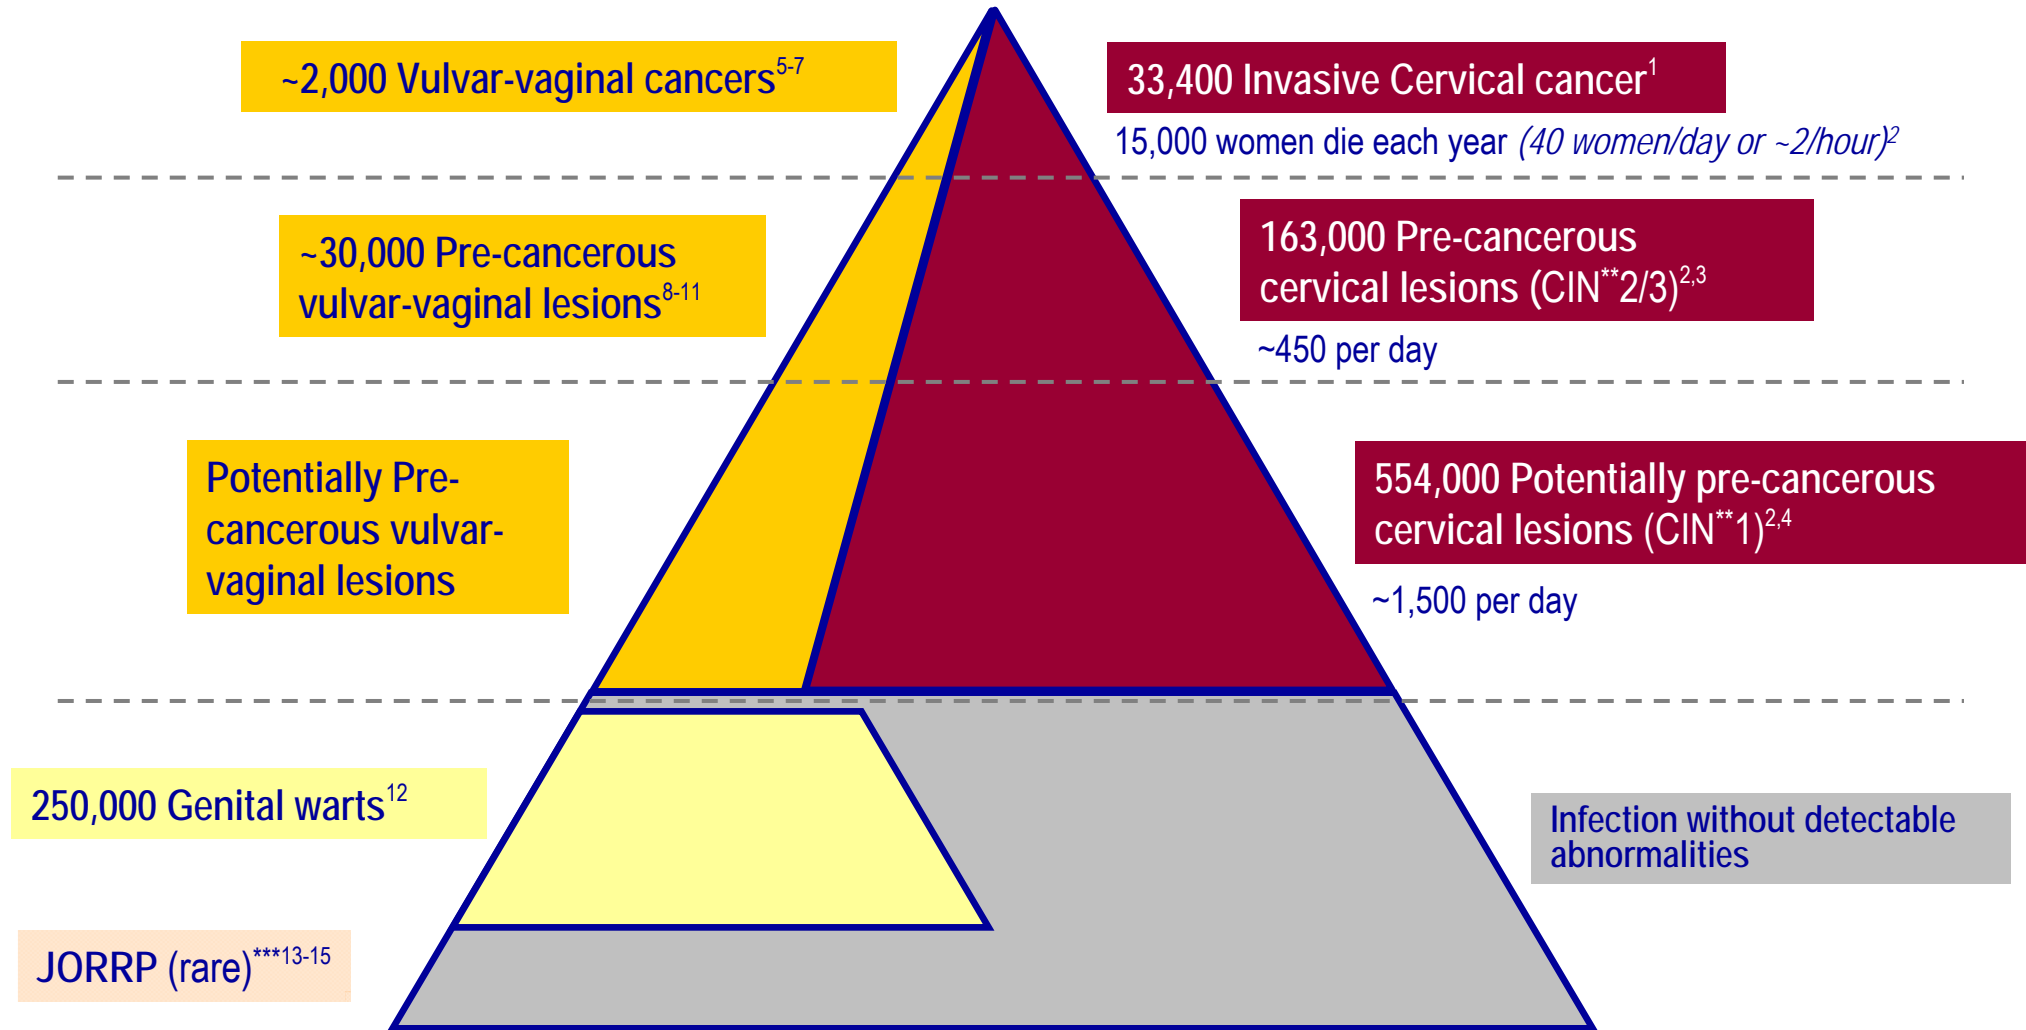 ~2,000 Vulvar-vaginal cancers5-7
33,400 Invasive Cervical cancer1
15,000 women die each year (40 women/day or ~2/hour)2
~30,000 Pre-cancerous
vulvar-vaginal lesions8-11
163,000 Pre-cancerous
cervical lesions (CIN**2/3)2,3
~450 per day
Potentially Pre-
cancerous vulvar-
vaginal lesions
554,000 Potentially pre-cancerous
cervical lesions (CIN**1)2,4
~1,500 per day
250,000 Genital warts12
Infection without detectable
abnormalities
JORRP (rare)***13-15